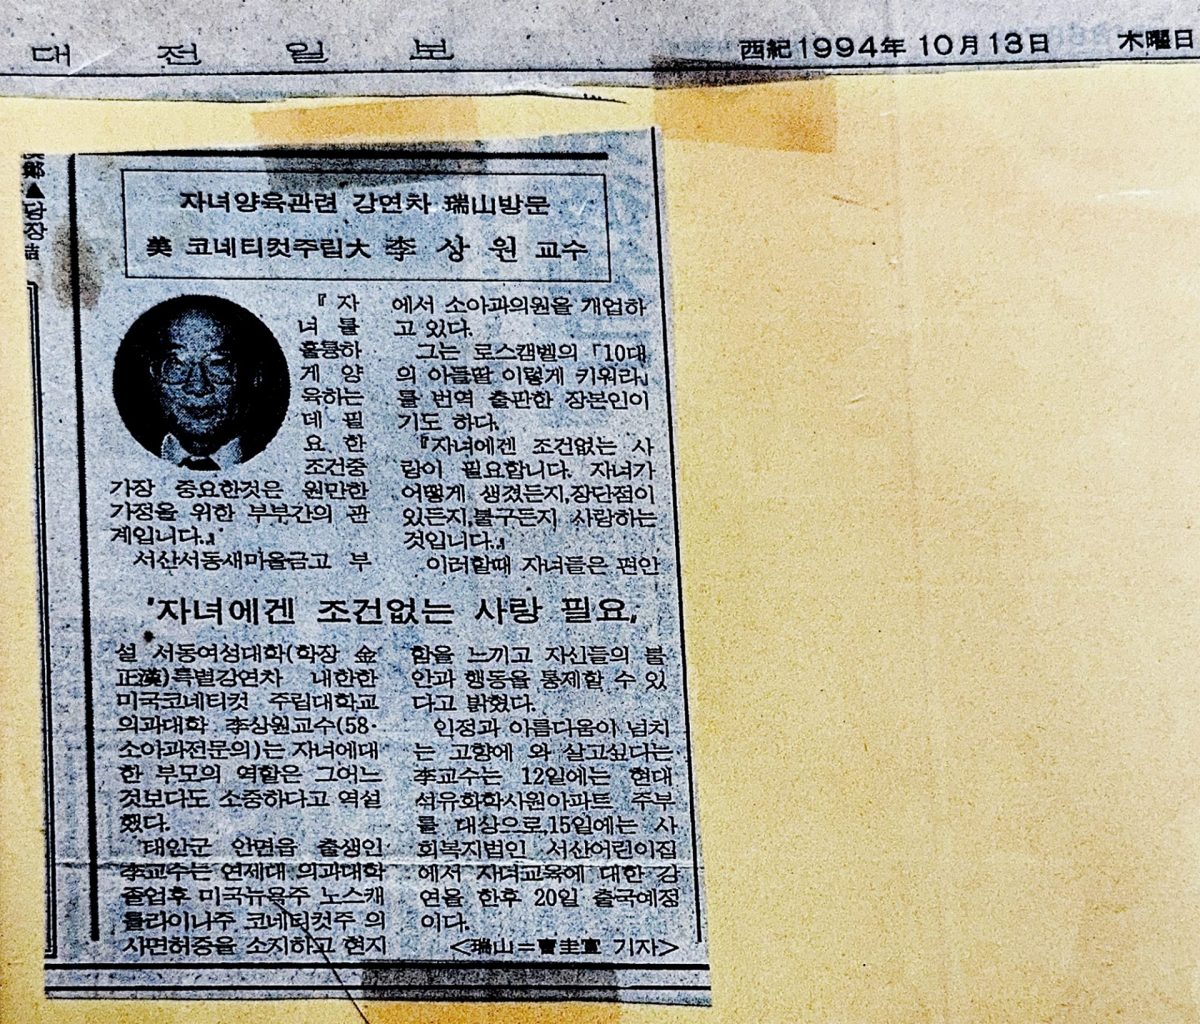 대전일보
西紀1994年 10月13日 木曜日
자녀양육관련 강연차 瑞山방문
美 코네티컷주립大 李 상 원 교수
『자
녀 를
훌륭하
게 양
육하는
데 필
요 한
조건중
가장 중요한것은 원만한
가정을 위한 부부간의 관
계입니다.』
서산서동새마을금고 부
'자녀에겐 조건없는 사랑 필요,
설 서동여성대학(학장 金
正漢)특별강연차 내한한
미국코네티컷 주립대학교
의과대학 李상원교수(58·
소아과전문의)는 자녀에대
한 부모의 역할은 그어느
것보다도 소중하다고 역설
했다.
태안군 안면읍 출생인
李교수는 연세대 의과대학
졸업후 미국뉴욕주 노스캐
롤라이나주 코네티컷주 의
사면허증을 소지하고 현지
에서 소아과의원을 개업하
고 있다.
그는 로스캠벨의 「10대
의 아들딸 이렇게 키워라」
를 번역 출판한 장본인이
기도 하다.
『자녀에겐 조건없는 사
랑이 필요합니다. 자녀가
어떻게 생겼든지,장단점이
있든지,불구든지 사랑하는
것입니다.』
이러할때 자녀들은 편안
함을 느끼고 자신들의 불
안과 행동을 통제할 수 있
다고 밝혔다.
인정과 아름다움이 넘치
는 고향에 와 살고싶다는
李교수는 12일에는 현대
석유화학사원아파트 주부
를 대상으로,15일에는 사
회복지법인 서산어린이집
에서 자녀교육에 대한 강
연을 한후 20일 출국예정
이다.
<瑞山= 기자>
▲당장